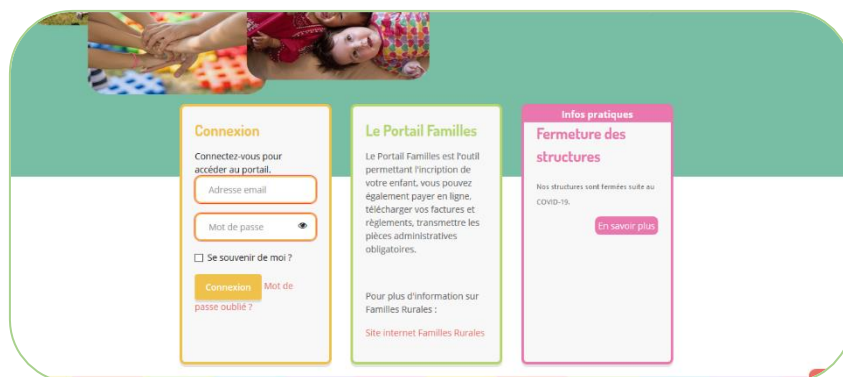 Connexion
Connectez-vous pour
accéder au portail.
Adresse email
Mot de passe
Se souvenir de moi ?
Connexion Mot de
passe oublié ?
Le Portail Familles
Le Portail Familles est l'outil
permettant l'incription de
votre enfant, vous pouvez
également payer en ligne,
télécharger vos factures et
règlements, transmettre les
pièces administratives
obligatoires.
Pour plus d'information sur
Familles Rurales :
Site internet Familles Rurales
Infos pratiques
Fermeture des
structures
Nos structures sont fermées suite au
COVID-19.
En savoir plus